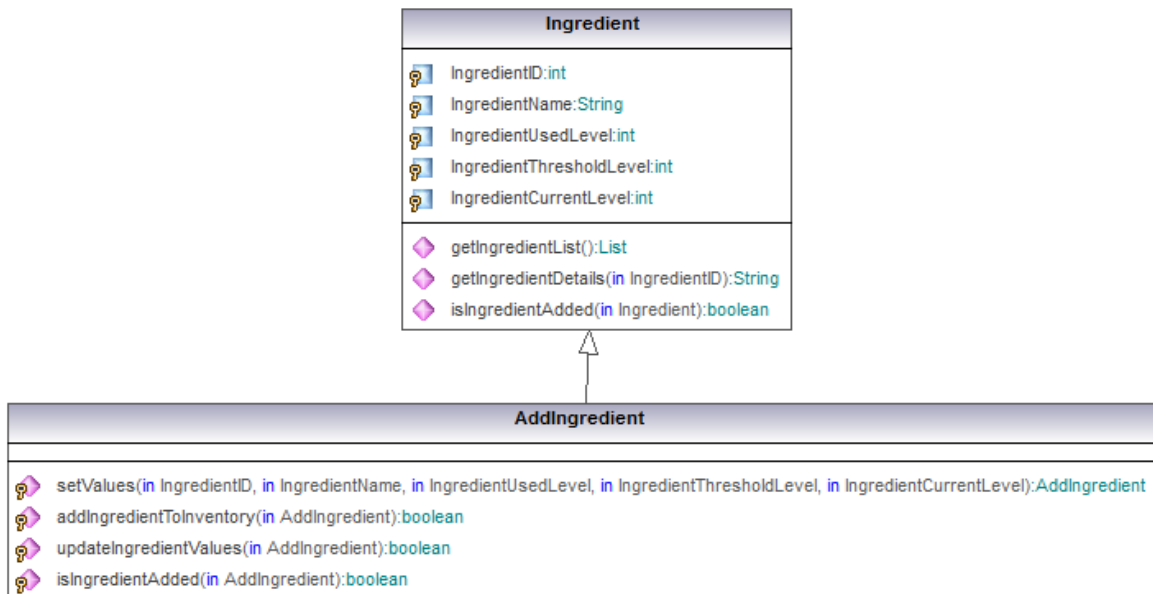 Ingredient
IngredientID:int
IngredientName:String
IngredientUsedLevel:int
IngredientThresholdLevel:int
IngredientCurrentLevel:int
getIngredientList():List
getIngredientDetails(in IngredientID):String
isIngredientAdded(in Ingredient):boolean
AddIngredient
setValues(in IngredientID, in IngredientName, in IngredientUsedLevel, in IngredientThresholdLevel, in IngredientCurrentLevel):AddIngredient
addIngredientToInventory(in AddIngredient):boolean
updateIngredientValues(in AddIngredient):boolean
isIngredientAdded(in AddIngredient):boolean